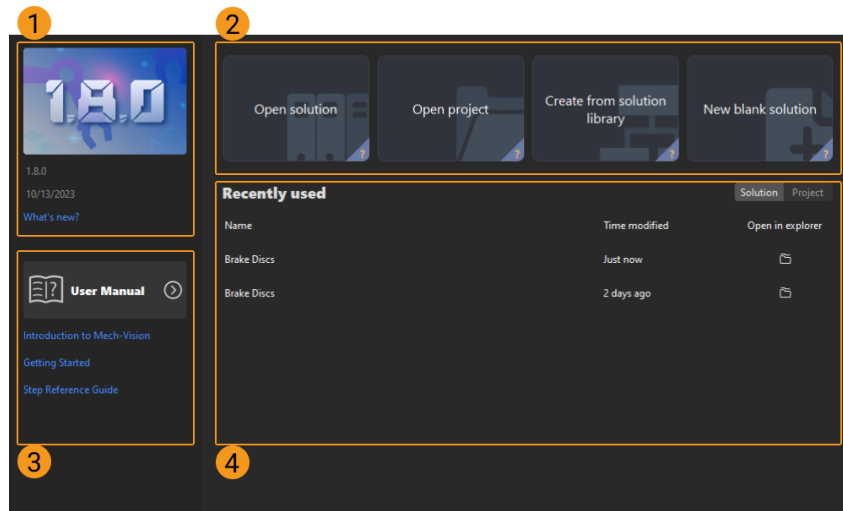 1
2
1.8.0
1.8.0
10/13/2023
What's new?
Open solution
Open project
Create from solution
library
New blank solution
?
?
?
?
Recently used
Solution Project
Name Time modified Open in explorer
Brake Discs Just now
Brake Discs 2 days ago
? User Manual
Introduction to Mech-Vision
Getting Started
Step Reference Guide
3
4